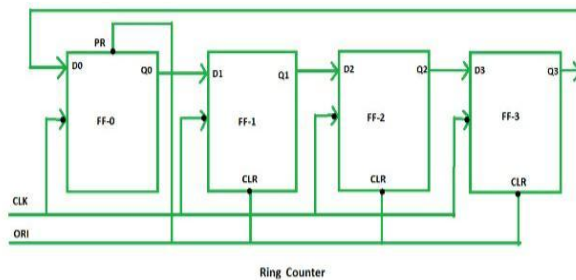 PR
D0 Q0 D1 Q1 D2 Q2 D3 Q3
FF-0 FF-1 FF-2 FF-3
CLR CLR CLR
CLK
ORI
Ring Counter